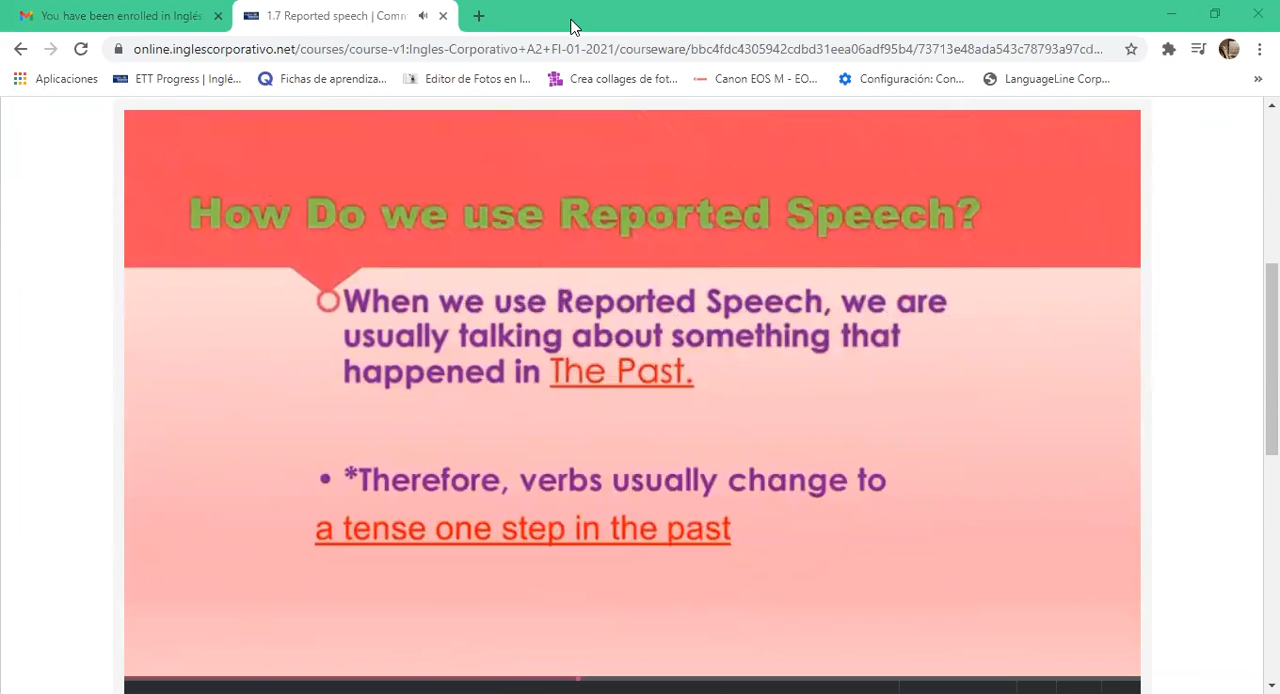 You have been enrolled in Inglés
1.7 Reported speech | Comm
online.inglescorporativo.net/courses/course-v1:Ingles-Corporativo+A2+FI-01-2021/courseware/bbc4fdc4305942cdbd31eea06adf95b4/73713e48ada543c78793a97cd...
Aplicaciones
ETT Progress | Inglé...
Fichas de aprendiza...
Editor de Fotos en l...
Crea collages de fot...
Canon EOS M - EO...
Configuración: Con...
LanguageLine Corp...
»
How Do we use Reported Speech?
When we use Reported Speech, we are
usually talking about something that
happened in The Past.
• *Therefore, verbs usually change to
a tense one step in the past